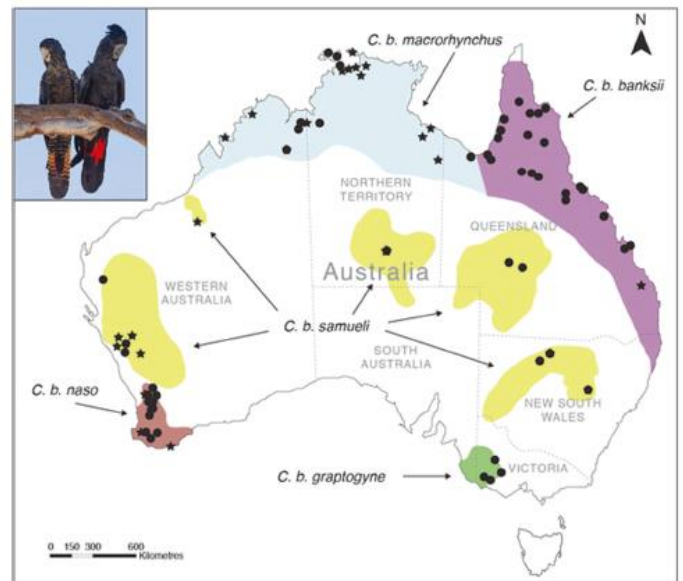 N
C. b. macrorhynchus
C. b. banksii
NORTHERN
TERRITORY
QUEENSLAND
Australia
WESTERN
AUSTRALIA
C. b. samueli
SOUTH
AUSTRALIA
C. b. naso
NEW SOUTH
WALES
C. b. graptogyne
VICTORIA
0 150 300 600
Kilometres